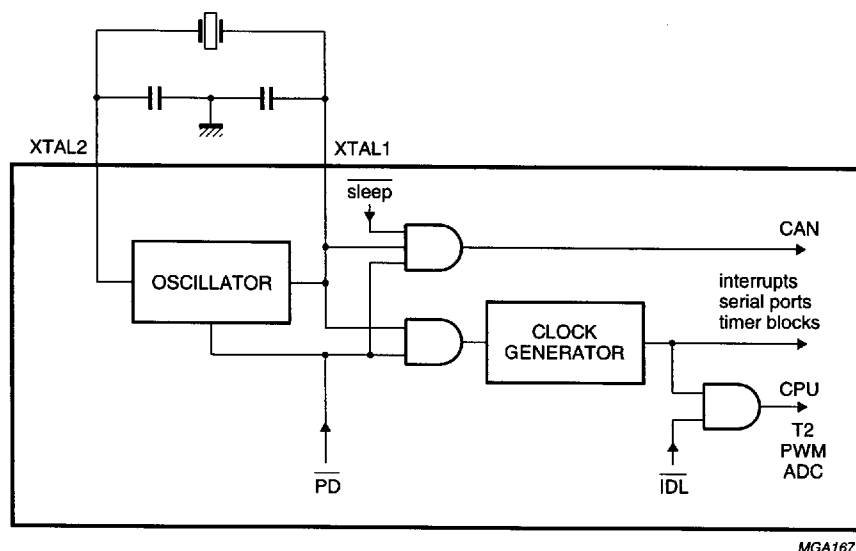 XTAL2
XTAL1
sleep
CAN
OSCILLATOR
interrupts
serial ports
timer blocks
CLOCK
GENERATOR
CPU
T2
PWM
ADC
PD
IDL
MGA167